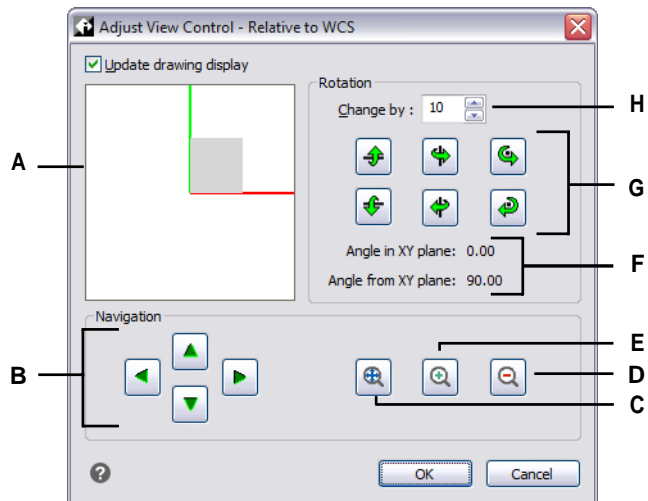 Adjust View Control - Relative to WCS
Update drawing display
Rotation
Change by : 10
H
A
G
Angle in XY plane: 0.00
F
Angle from XY plane: 90.00
Navigation
E
B
D
C
?
OK
Cancel